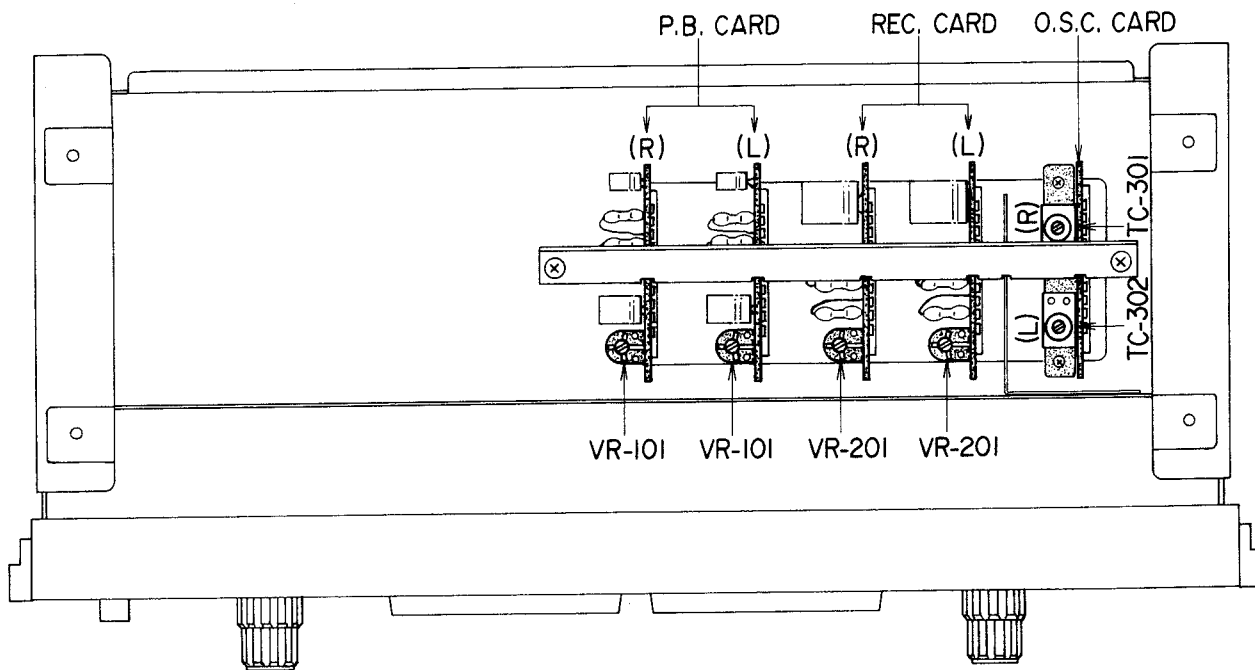 P.B. CARD REC. CARD O.S.C. CARD
(R) (L) (R) (L)
(R) TC-301
(L) TC-302
VR-101 VR-101 VR-201 VR-201